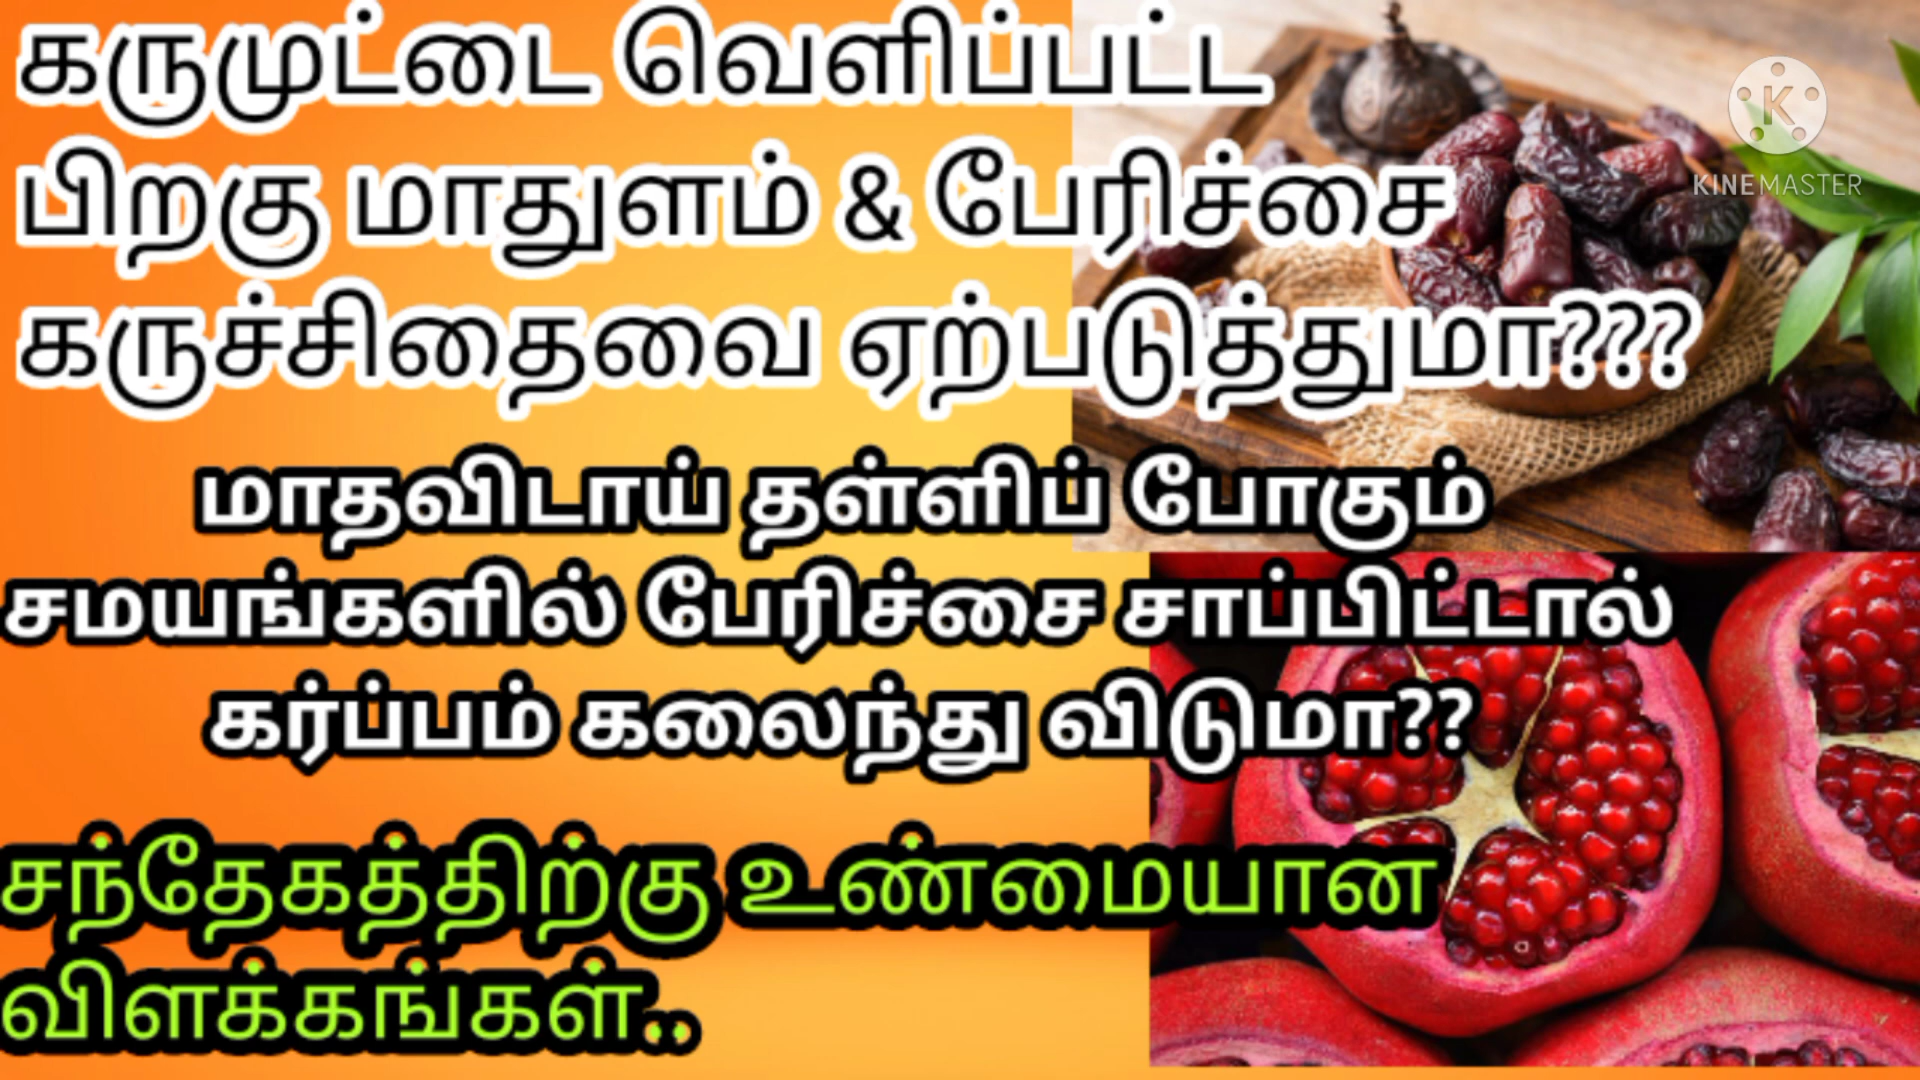 கருமுட்டை வெளிப்பட்ட
பிறகு மாதுளம் & பேரிச்சை
கருச்சிதைவை ஏற்படுத்துமா???
மாதவிடாய் தள்ளிப் போகும்
சமயங்களில் பேரிச்சை சாப்பிட்டால்
கர்ப்பம் கலைந்து விடுமா??
சந்தேகத்திற்கு உண்மையான
விளக்கங்கள்..
K
KINEMASTER